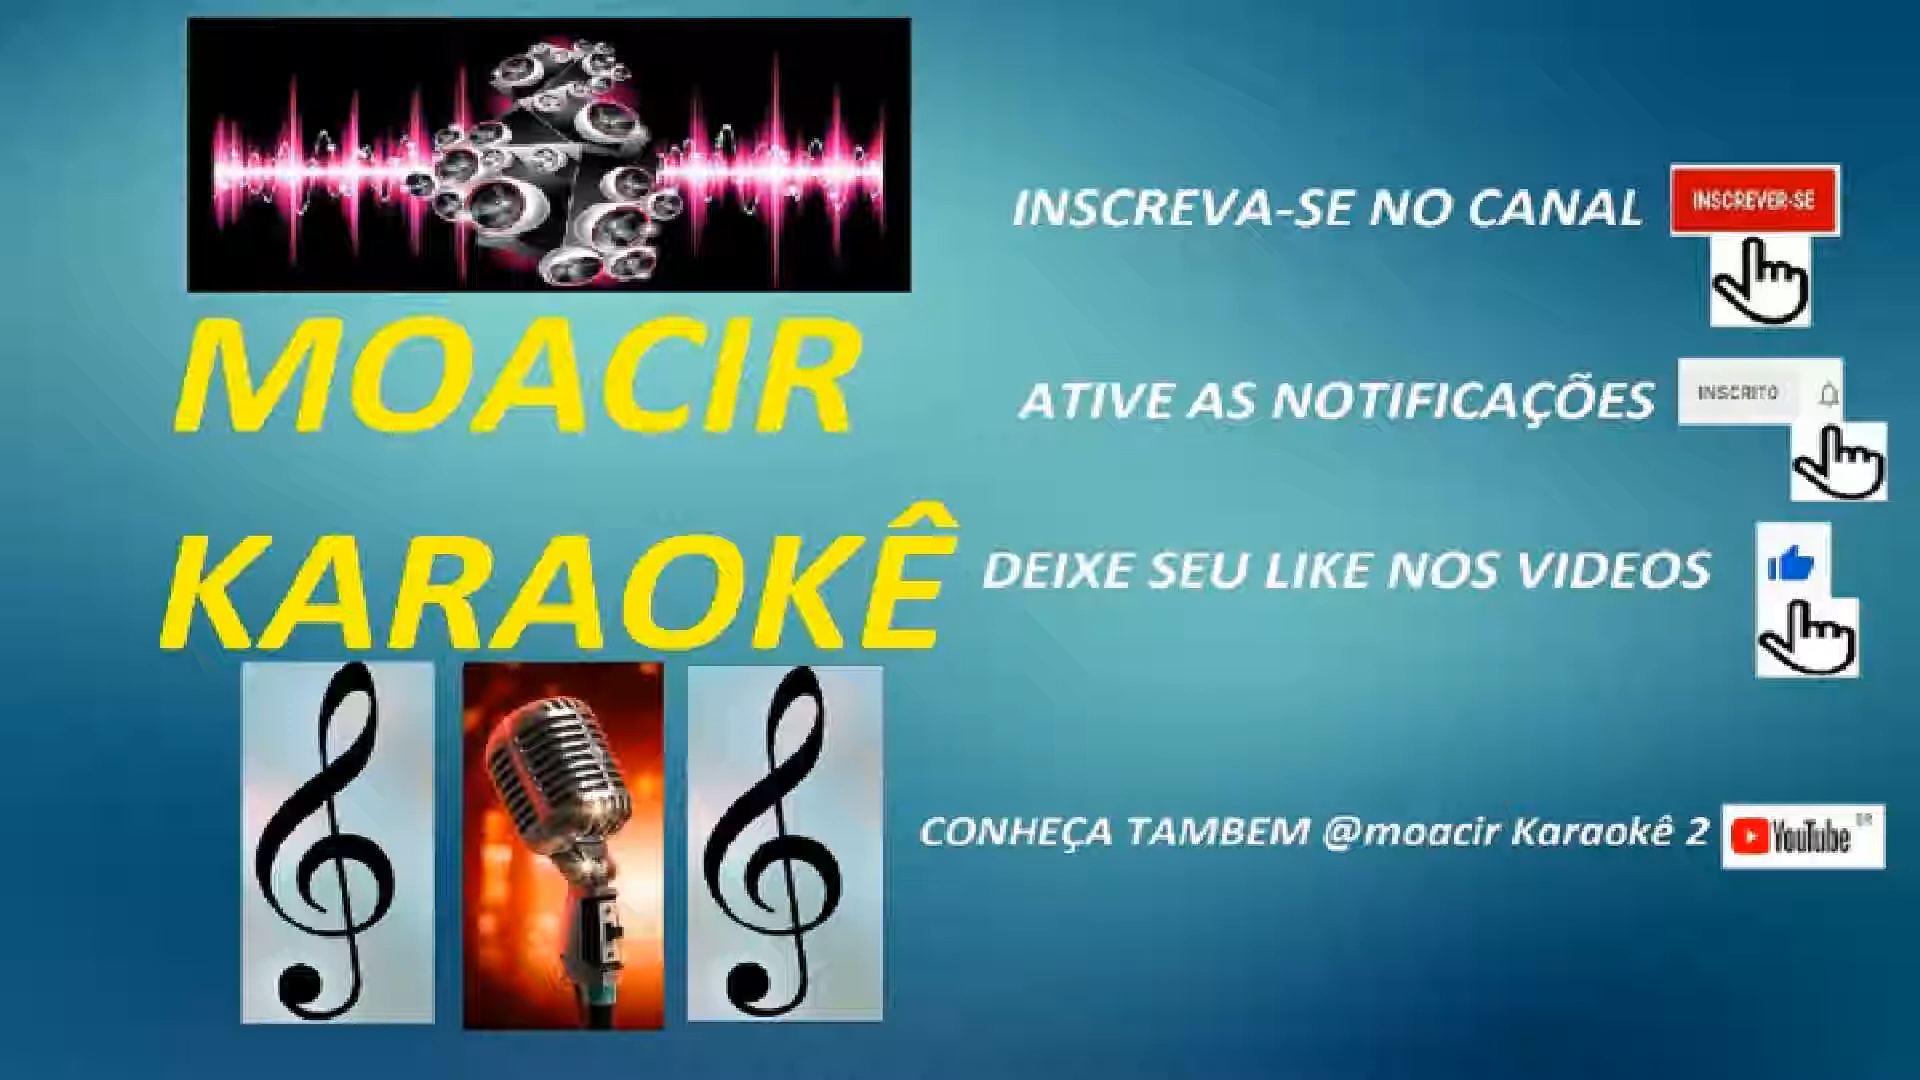 MOACIR
KARAOKÊ
INSCREVA-SE NO CANAL
INSCREVER-SE
ATIVE AS NOTIFICAÇÕES
INSCRITO
DEIXE SEU LIKE NOS VIDEOS
CONHEÇA TAMBEM @moacir Karaokê 2
YouTube BR